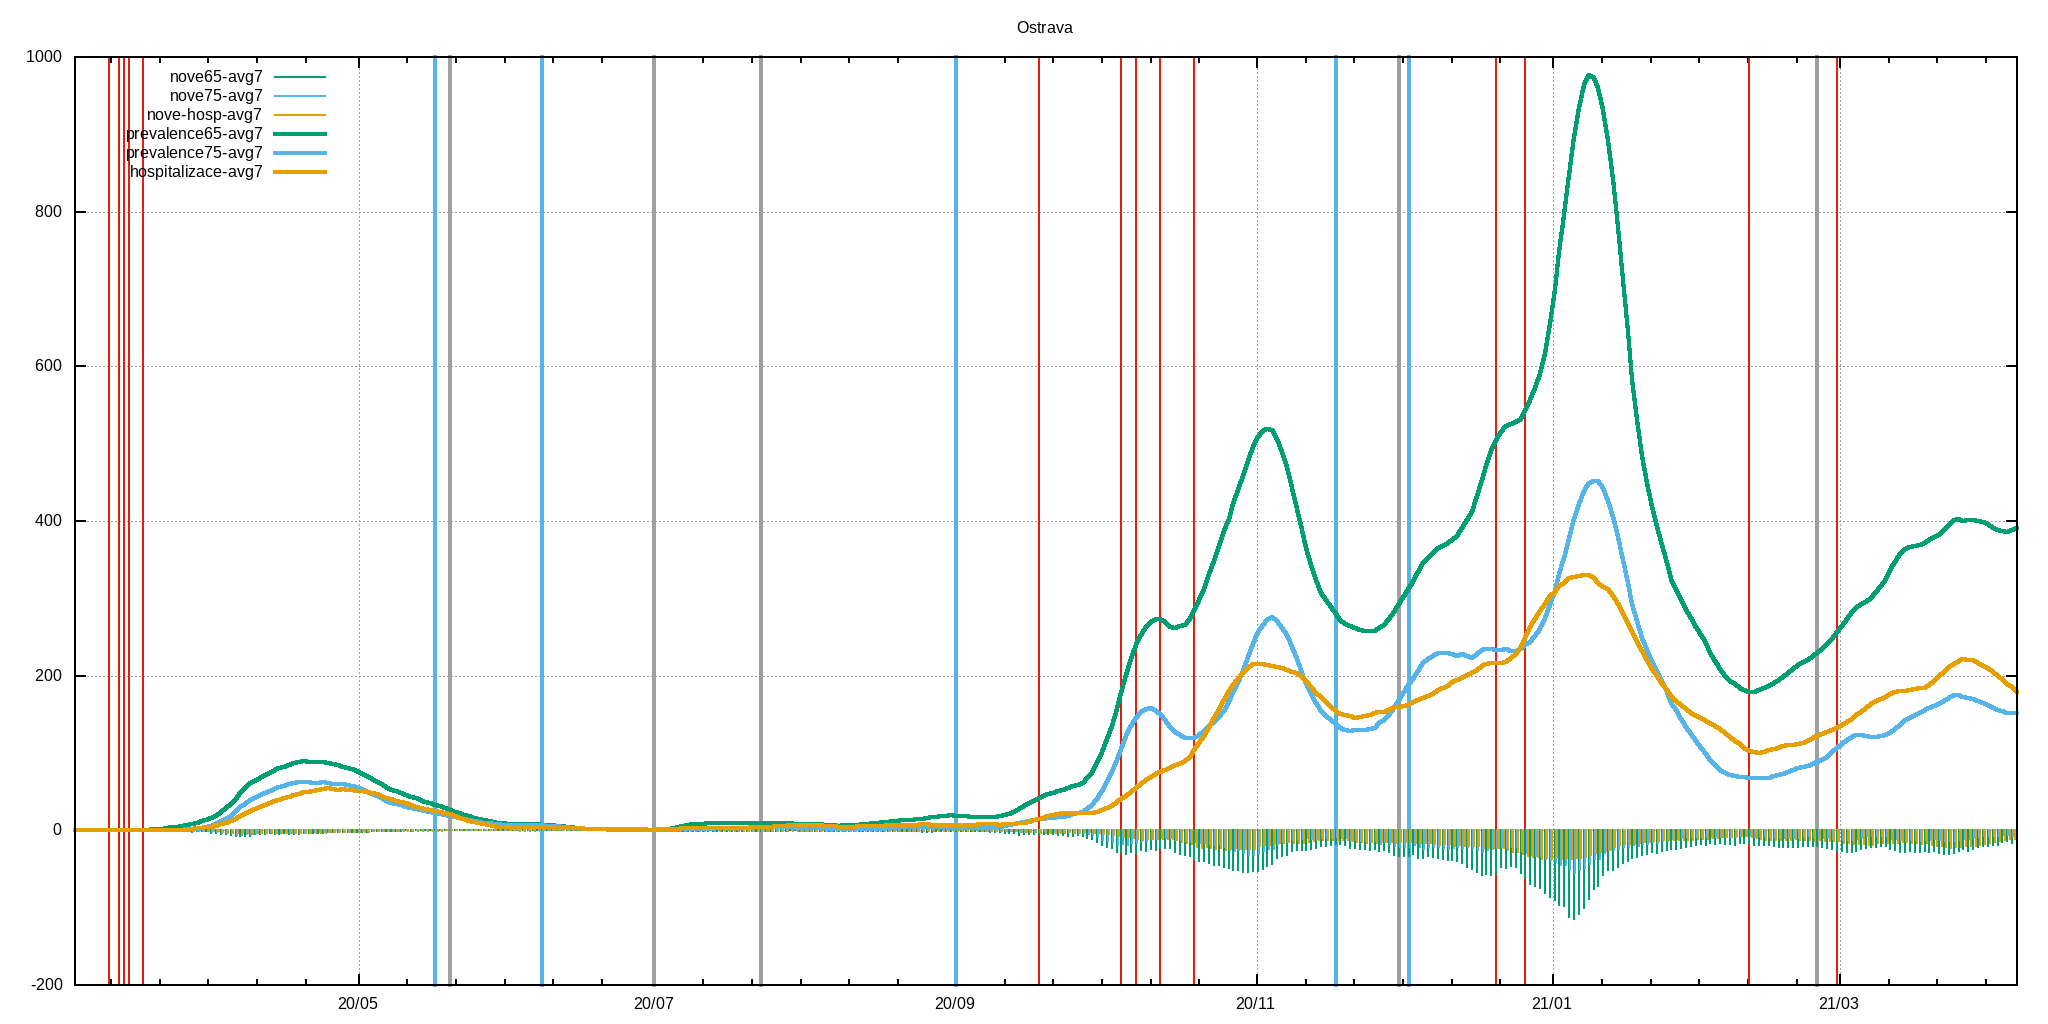 Ostrava
1000
800
600
400
200
0
-200
nove65-avg7
nove75-avg7
nove-hosp-avg7
prevalence65-avg7
prevalence75-avg7
hospitalizace-avg7
20/05 20/07 20/09 20/11 21/01 21/03